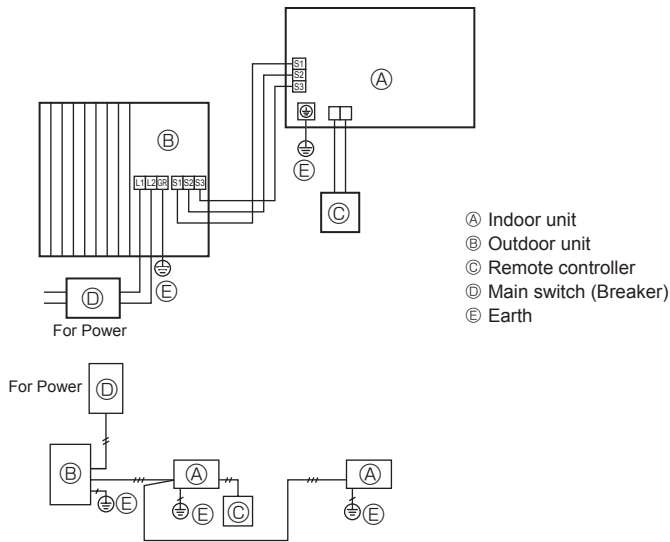 S1
S2
S3
Ⓐ
Ⓑ
L1 L2 GR S1 S2 S3
Ⓔ
Ⓒ
Ⓔ
Ⓓ
For Power
Ⓐ Indoor unit
Ⓑ Outdoor unit
Ⓒ Remote controller
Ⓓ Main switch (Breaker)
Ⓔ Earth
For Power Ⓓ
Ⓑ Ⓐ Ⓐ
Ⓔ Ⓔ Ⓒ Ⓔ